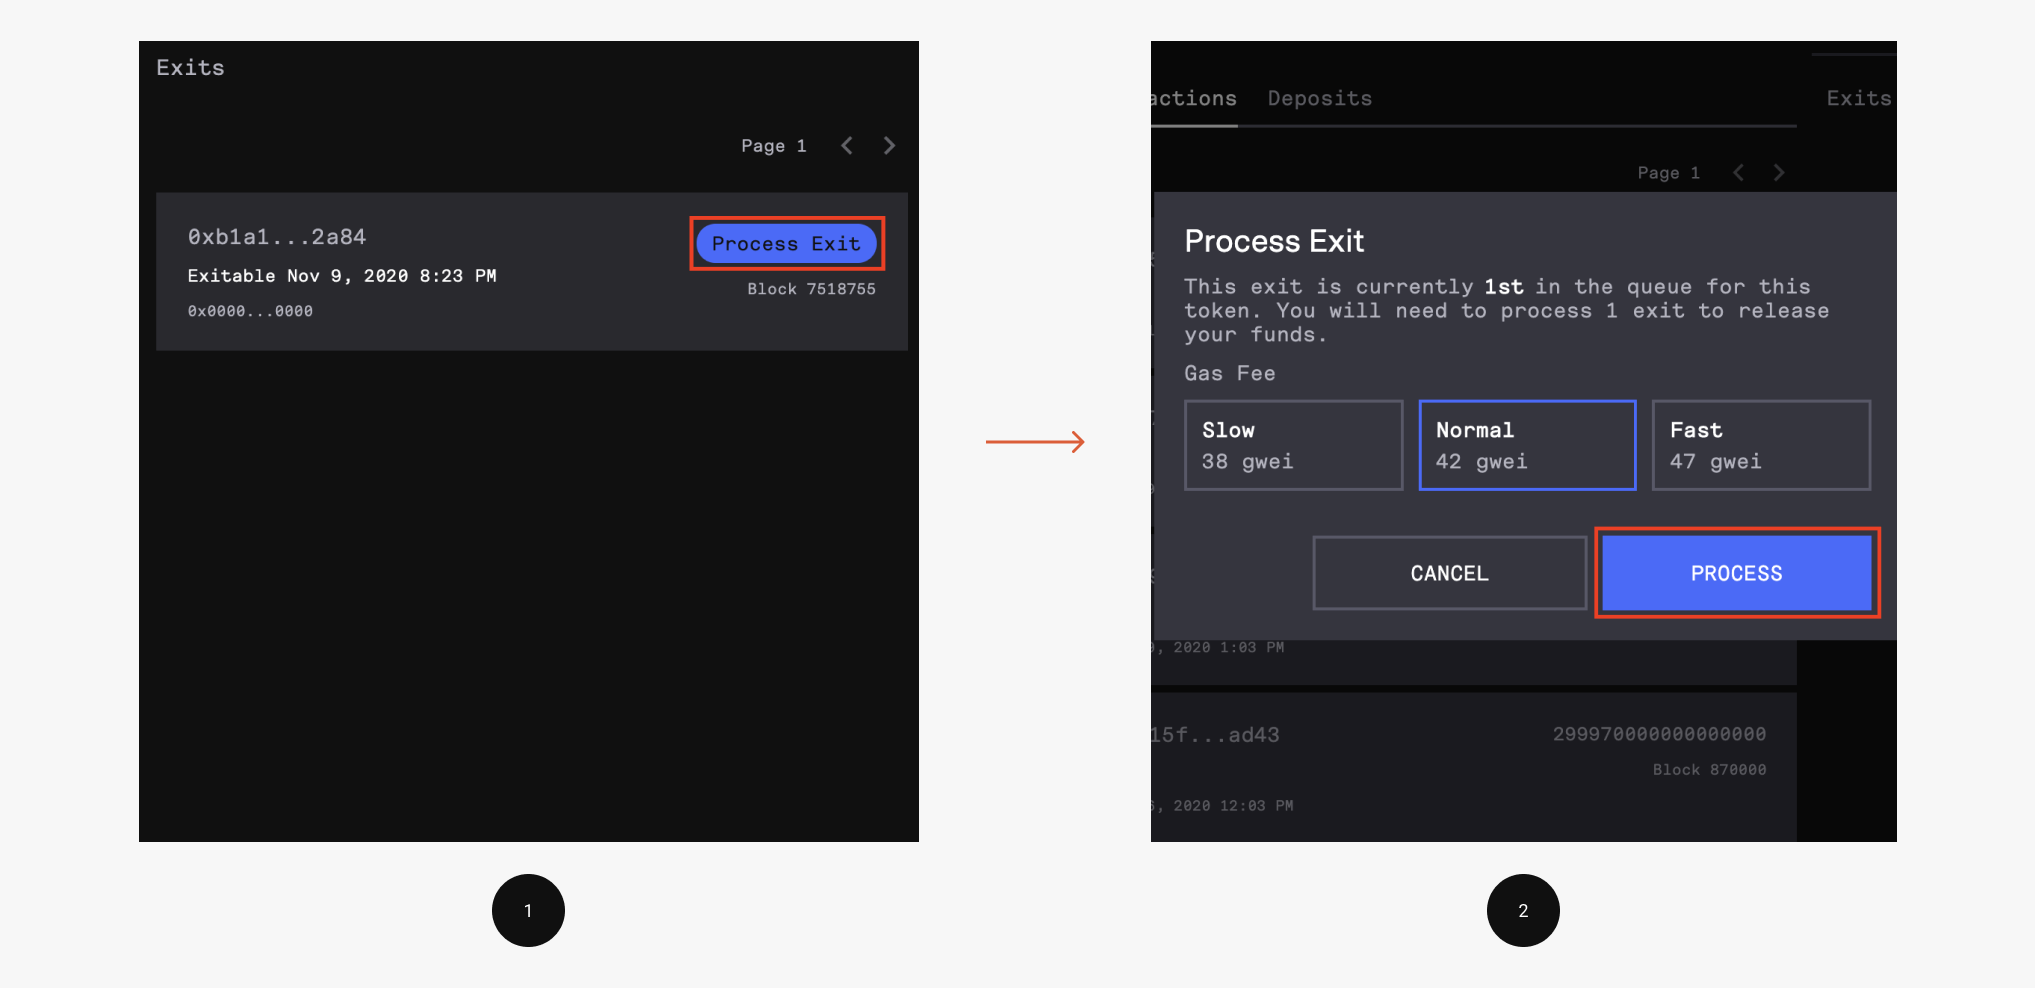 Exits
Page 1
0xb1a1...2a84
Process Exit
Exitable Nov 9, 2020 8:23 PM
Block 7518755
0x0000...0000
1
actions Deposits
Exits
Page 1
Process Exit
This exit is currently 1st in the queue for this
token. You will need to process 1 exit to release
your funds.
Gas Fee
Slow
38 gwei
Normal
42 gwei
Fast
47 gwei
CANCEL
PROCESS
, 2020 1:03 PM
15f...ad43
299970000000000000
Block 870000
, 2020 12:03 PM
2